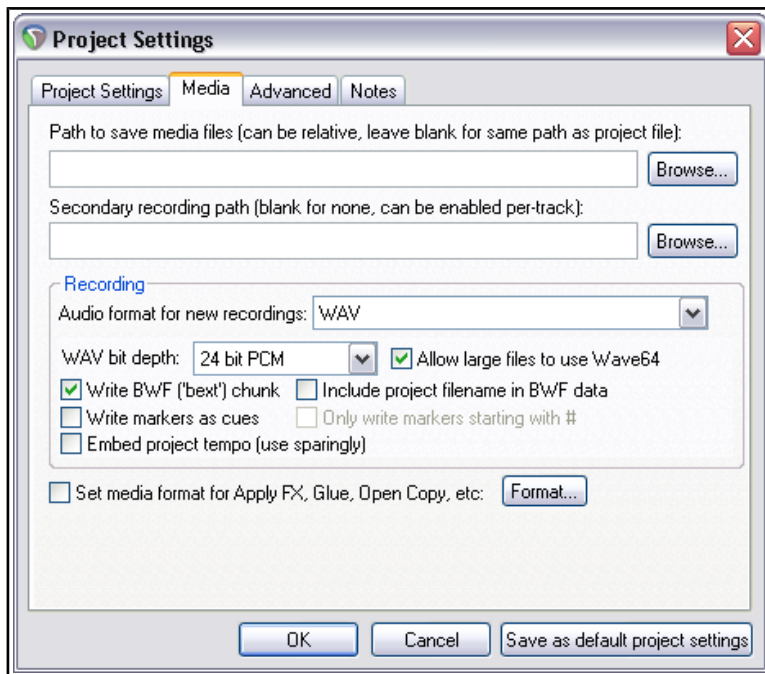 Project Settings
Project Settings Media Advanced Notes
Path to save media files (can be relative, leave blank for same path as project file):
Browse...
Secondary recording path (blank for none, can be enabled per-track):
Browse...
Recording
Audio format for new recordings: WAV
WAV bit depth: 24 bit PCM Allow large files to use Wave64
Write BWF ('bext') chunk Include project filename in BWF data
Write markers as cues Only write markers starting with #
Embed project tempo (use sparingly)
Set media format for Apply FX, Glue, Open Copy, etc: Format...
OK Cancel Save as default project settings